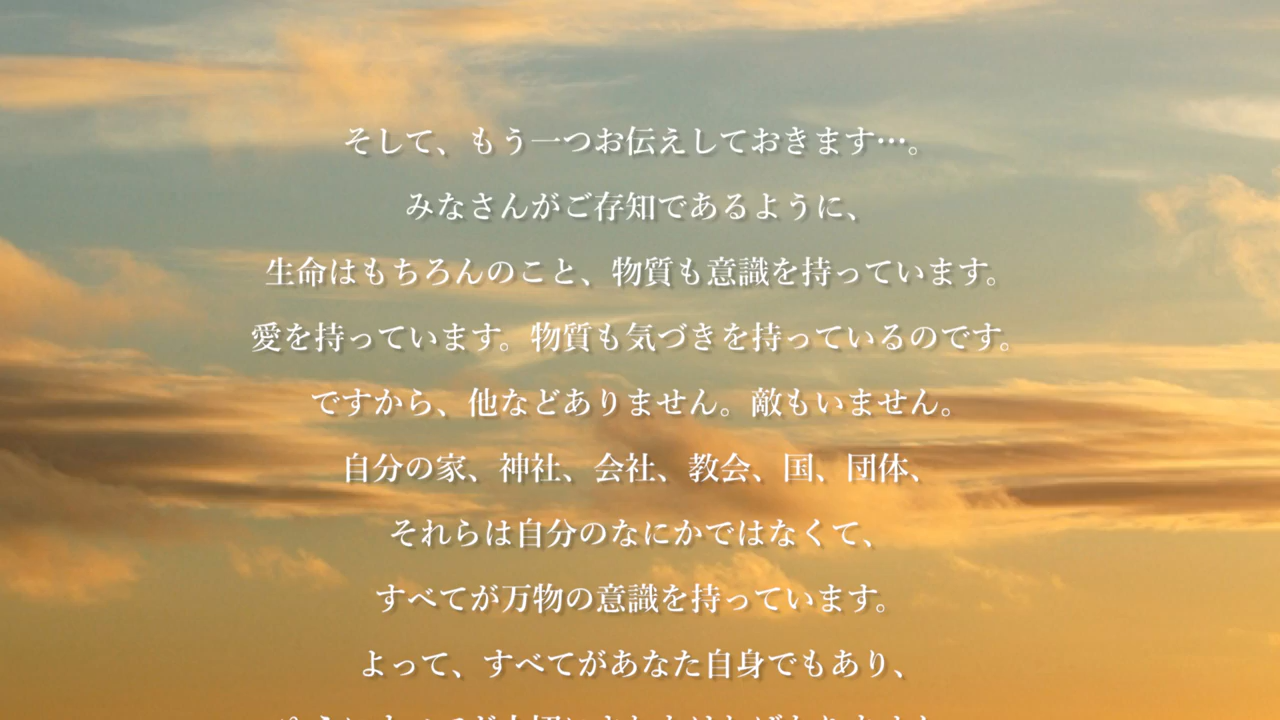 そして、もう一つお伝えしておきます…。
みなさんがご存知であるように、
生命はもちろんのこと、物質も意識を持っています。
愛を持っています。物質も気づきを持っているのです。
ですから、他などありません。敵もいません。
自分の家、神社、会社、教会、国、団体、
それらは自分のなにかではなくて、
すべてが万物の意識を持っています。
よって、すべてがあなた自身でもあり、